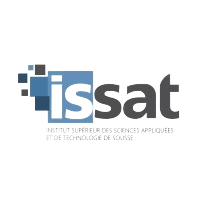 issat
INSTITUT SUPÉRIEUR DES SCIENCES APPLIQUÉES
ET DE TECHNOLOGIE DE SOUSSE